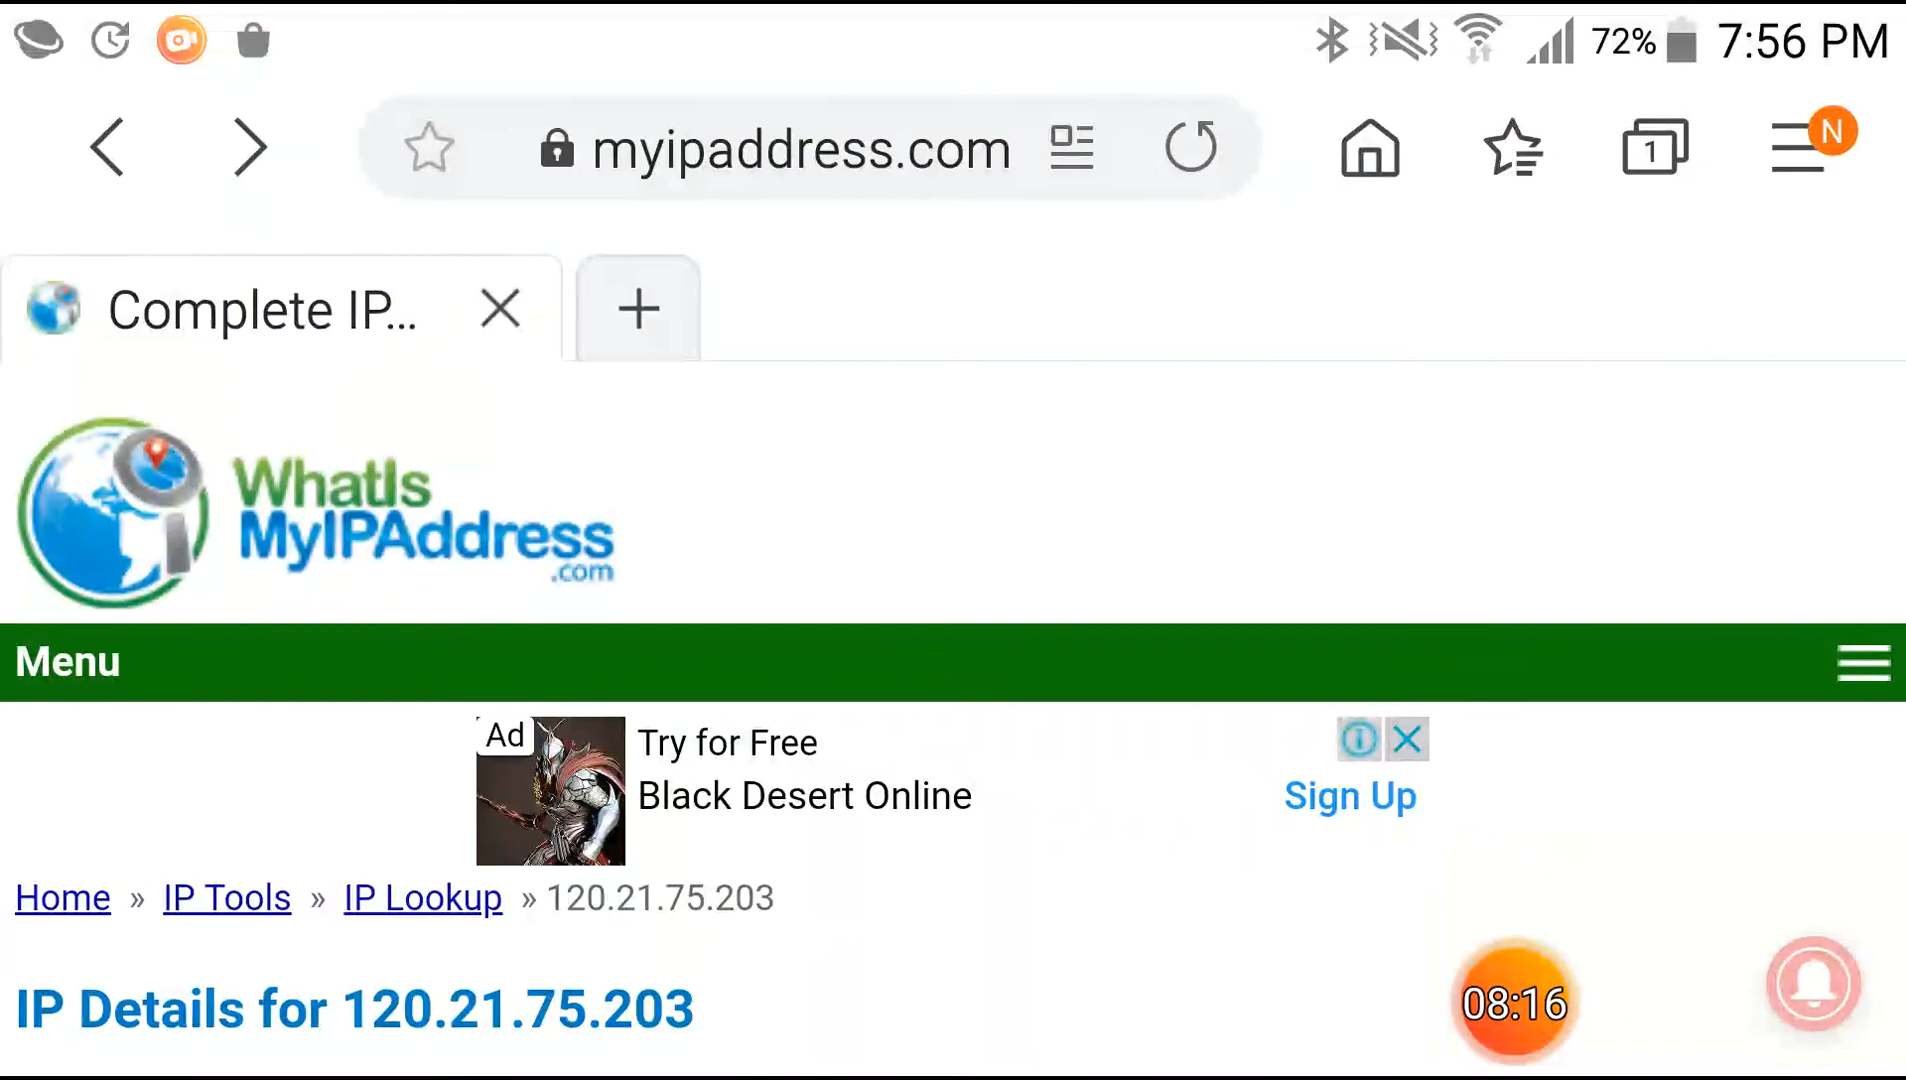 72% 7:56 PM
myipaddress.com
1
N
Complete IP...
WhatIs
MyIPAddress
.com
Menu
Ad
Try for Free
Black Desert Online
Sign Up
Home » IP Tools » IP Lookup » 120.21.75.203
IP Details for 120.21.75.203
08:16